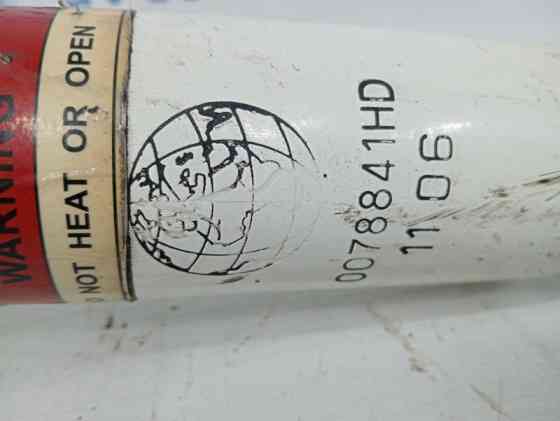 WARNING
NOT HEAT OR OPEN
0078841HD
11 06